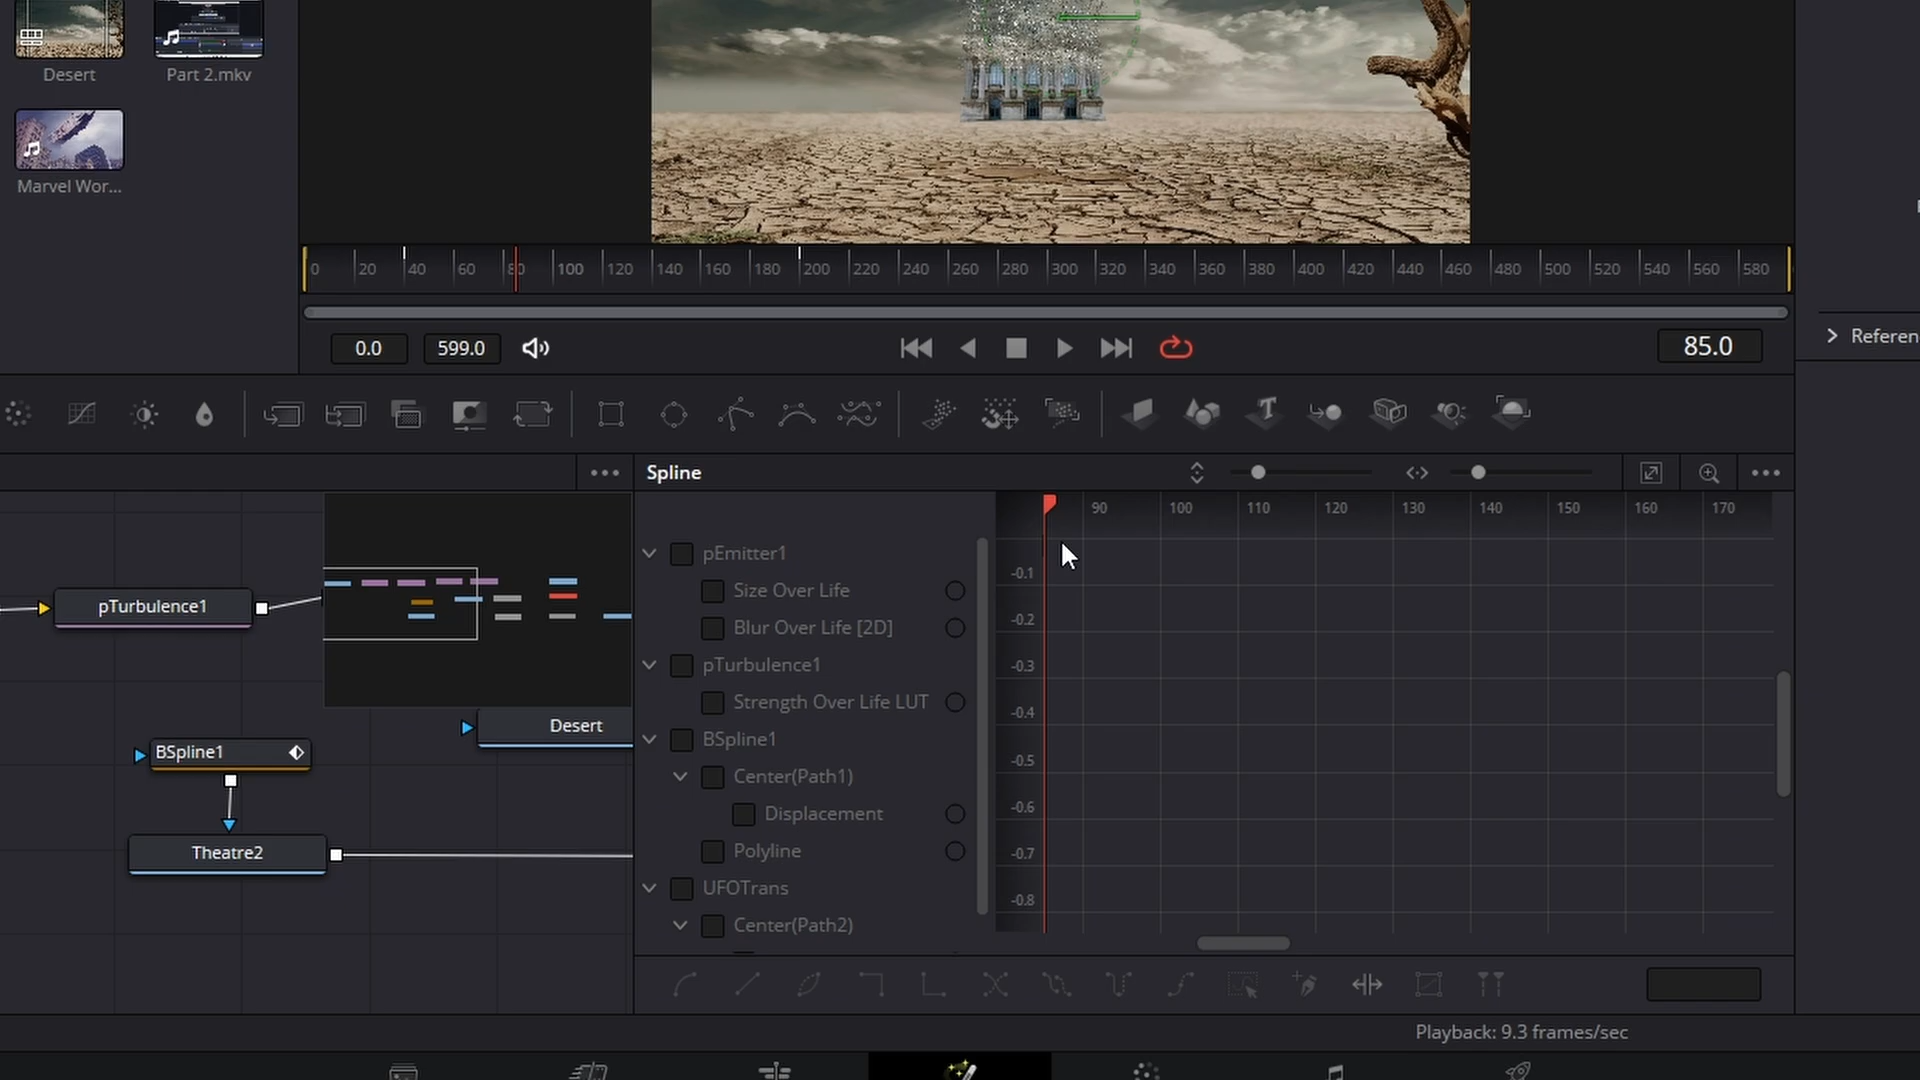 Desert
Part 2.mkv
Marvel Wor...
0 20 40 60 80 100 120 140 160 180 200 220 240 260 280 300 320 340 360 380 400 420 440 460 480 500 520 540 560 580
0.0 599.0 85.0
Referen
Spline
90 100 110 120 130 140 150 160 170
pEmitter1
-0.1
Size Over Life
pTurbulence1
-0.2
Blur Over Life [2D]
pTurbulence1
-0.3
Strength Over Life LUT
-0.4
Desert
BSpline1
BSpline1
-0.5
Center(Path1)
-0.6
Displacement
Theatre2
Polyline
-0.7
UFOTrans
-0.8
Center(Path2)
Playback: 9.3 frames/sec